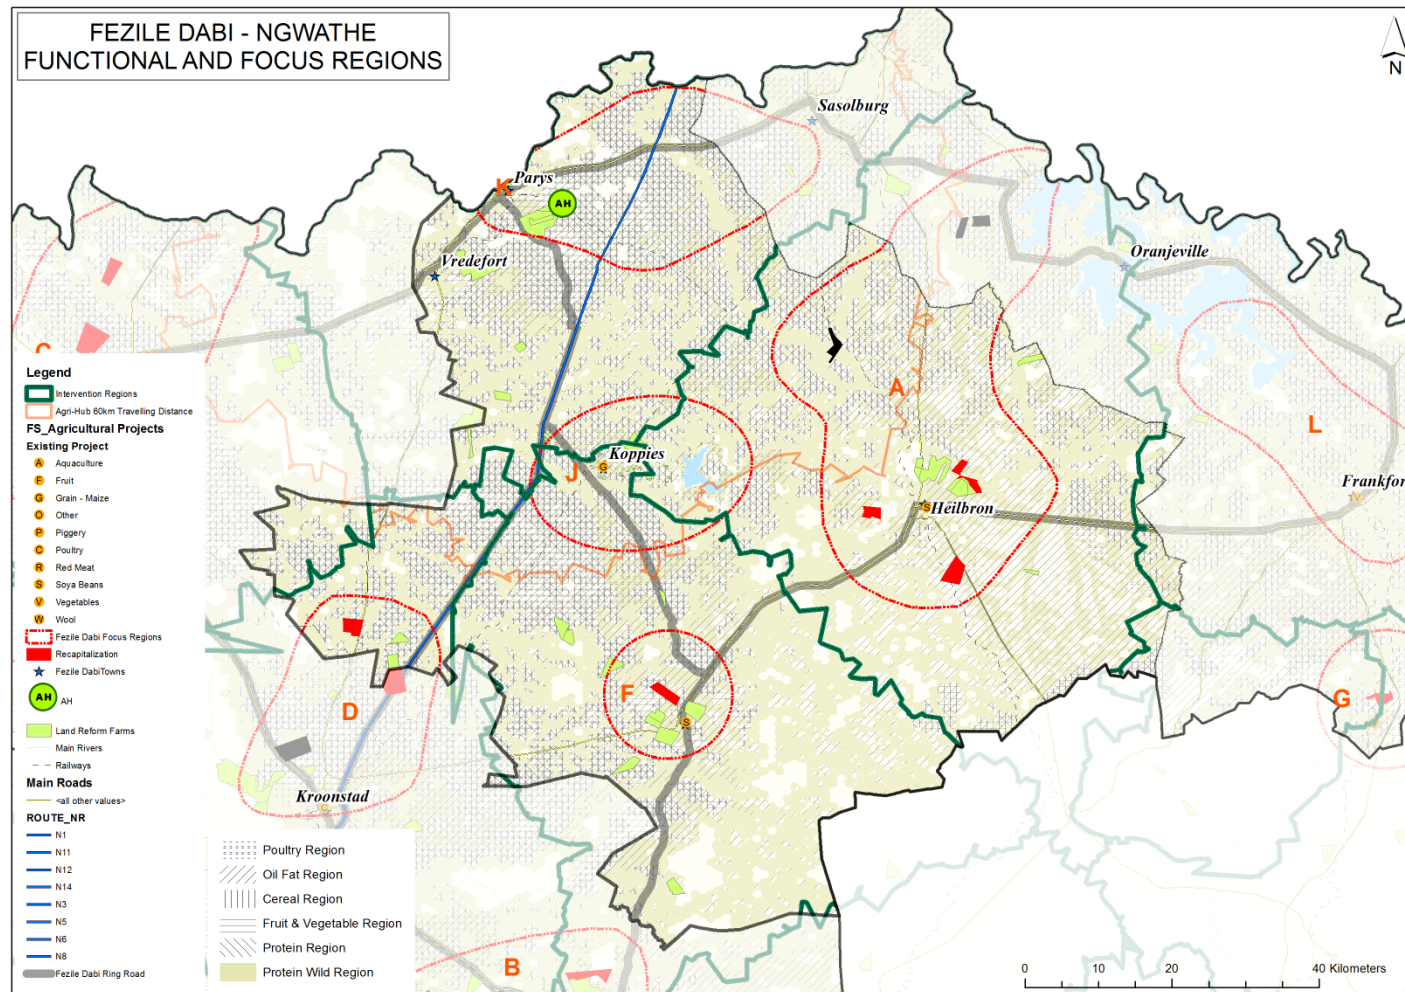 FEZILE DABI - NGWATHE
FUNCTIONAL AND FOCUS REGIONS
N
Sasolburg
K
Parys
AH
Vredefort
Oranjeville
C
A
L
Koppies
G
J
Frankfor
V
S
Heilbron
F
S
D
G
Kroonstad
C
B
Legend
Intervention Regions
Agri-Hub 60km Travelling Distance
FS_Agricultural Projects
Existing Project
A Aquaculture
F Fruit
G Grain - Maize
O Other
P Piggery
C Poultry
R Red Meat
S Soya Beans
V Vegetables
W Wool
Fezile Dabi Focus Regions
Recapitalization
Fezile DabiTowns
AH AH
Land Reform Farms
Main Rivers
Railways
Main Roads
<all other values>
ROUTE_NR
N1
N11
N12
N14
N3
N5
N6
N8
Fezile Dabi Ring Road
Poultry Region
Oil Fat Region
Cereal Region
Fruit & Vegetable Region
Protein Region
Protein Wild Region
0 10 20 40 Kilometers